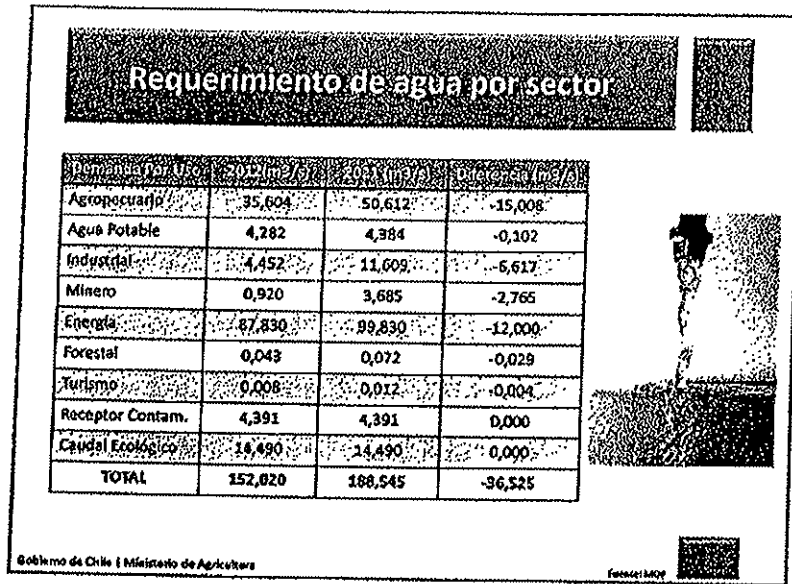 Requerimiento de agua por sector
Demanda Por Uso 2012(m3/s) (m3/s) Diferencia (m3/s)
Agropecuario 35,604 50,612 -15,008
Agua Potable 4,282 4,384 -0,102
Industrial 4,452 11,609 -6,617
Minero 0,920 3,685 -2,765
Energía 87,830 99,830 -12,000
Forestal 0,043 0,072 -0,029
Turismo 0,008 0,012 -0,004
Receptor Contam. 4,391 4,391 0,000
Caudal Ecológico 14,490 14,490 0,000
TOTAL 152,020 188,545 -36,525
Gobierno de Chile | Ministerio de Agricultura
Fuente: MOP